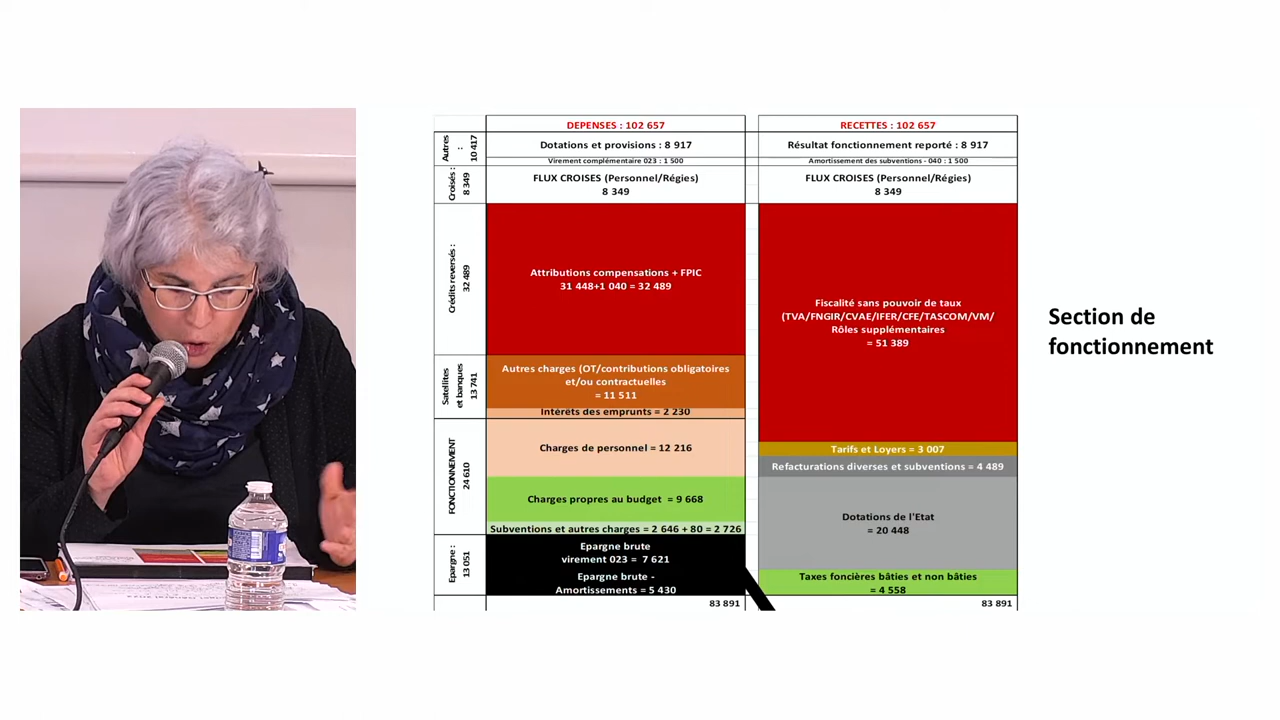 DEPENSES : 102 657
RECETTES : 102 657
Autres
:
10 417
Dotations et provisions : 8 917
Résultat fonctionnement reporté : 8 917
Virement complémentaire 023 : 1 500
Amortissement des subventions - 040 : 1 500
Croisés :
8 349
FLUX CROISES (Personnel/Régies)
8 349
FLUX CROISES (Personnel/Régies)
8 349
Crédits reversés :
32 489
Attributions compensations + FPIC
31 448+1 040 = 32 489
Fiscalité sans pouvoir de taux
(TVA/FNGIR/CVAE/IFER/CFE/TASCOM/VM/
Rôles supplémentaires
= 51 389
Satellites
et banques
13 741
Autres charges (OT/contributions obligatoires
et/ou contractuelles
= 11 511
Intérêts des emprunts = 2 230
FONCTIONNEMENT
24 610
Charges de personnel = 12 216
Charges propres au budget = 9 668
Subventions et autres charges = 2 646 + 80 = 2 726
Tarifs et Loyers = 3 007
Refacturations diverses et subventions = 4 489
Dotations de l'Etat
= 20 448
Epargne :
13 051
Epargne brute
virement 023 = 7 621
Epargne brute -
Amortissements = 5 430
Taxes foncières bâties et non bâties
= 4 558
83 891
83 891
Section de
fonctionnement